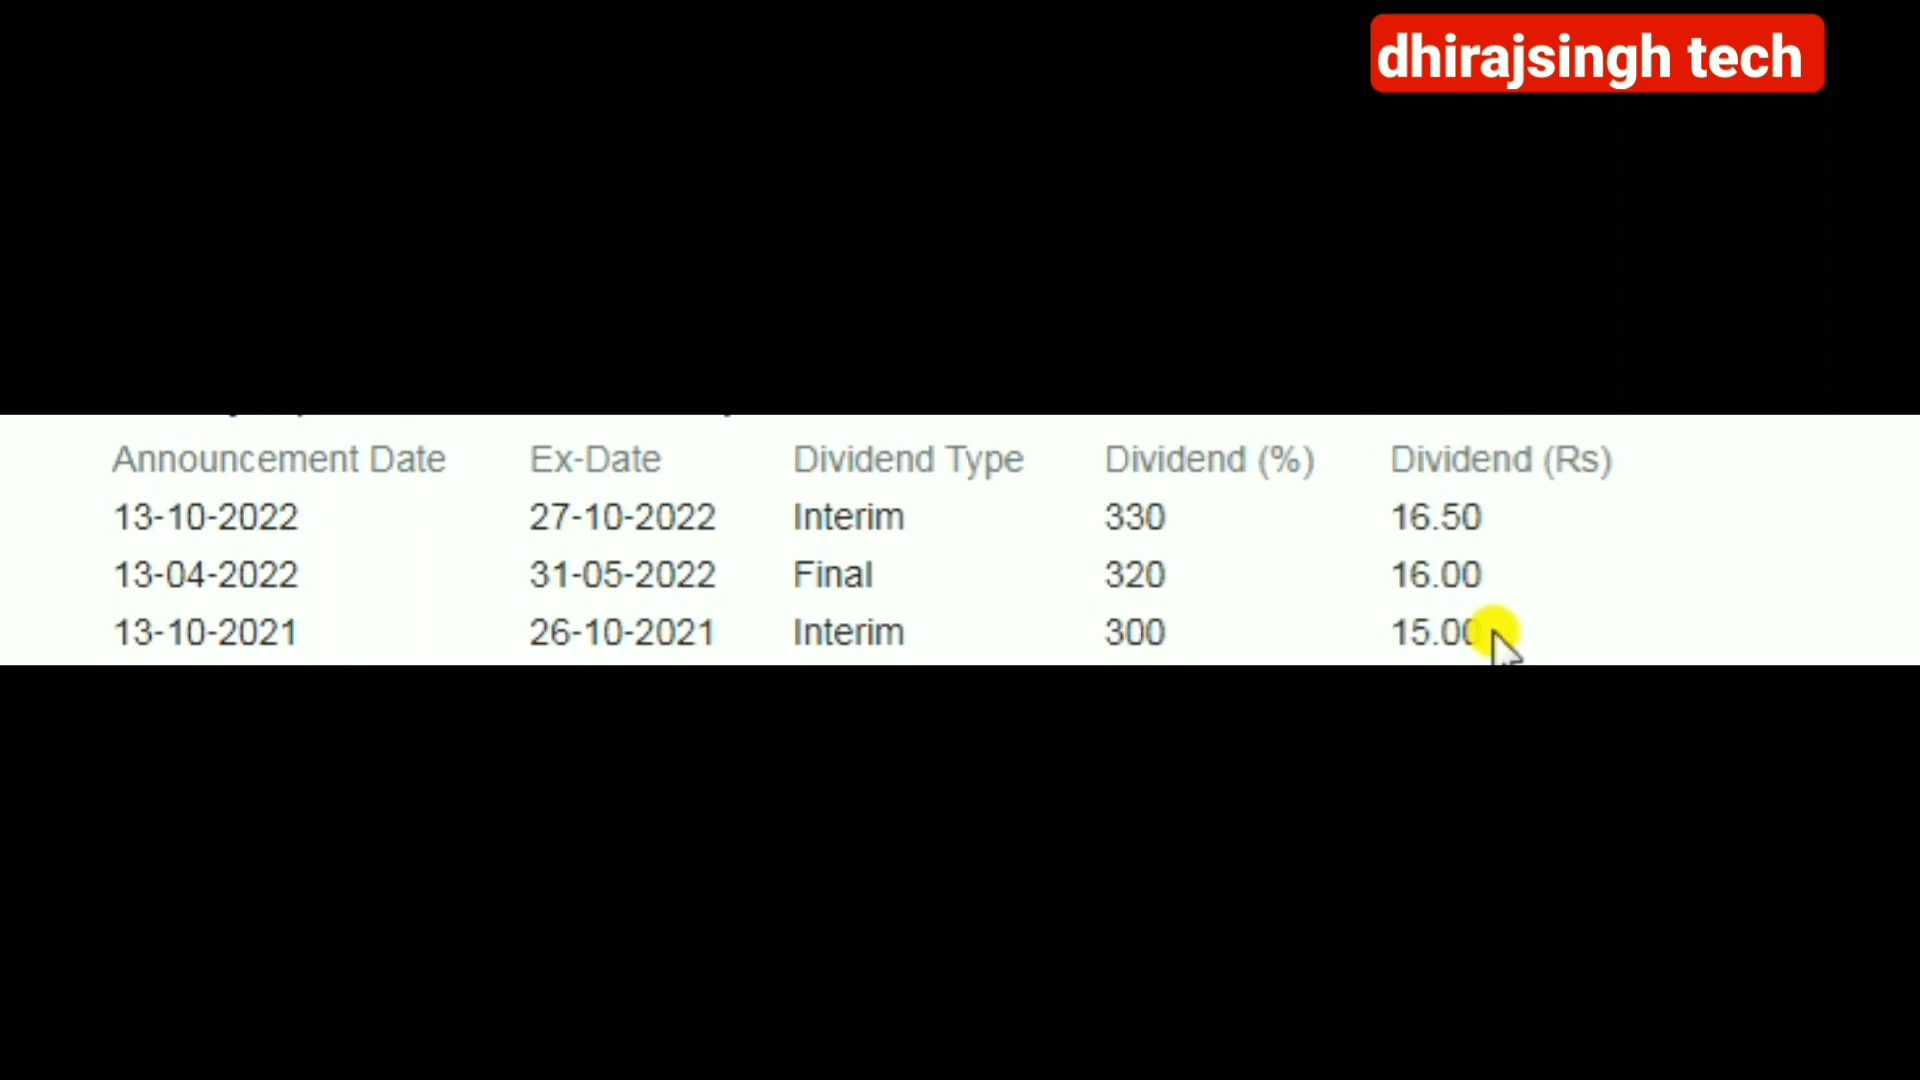 dhirajsingh tech
Announcement Date Ex-Date Dividend Type Dividend (%) Dividend (Rs)
13-10-2022 27-10-2022 Interim 330 16.50
13-04-2022 31-05-2022 Final 320 16.00
13-10-2021 26-10-2021 Interim 300 15.00